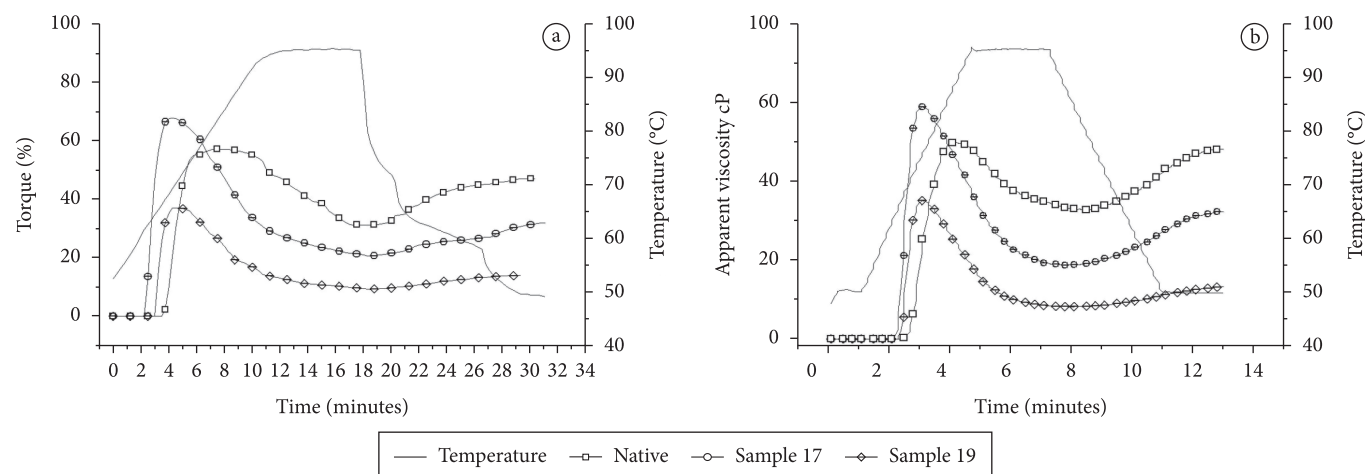 a
Torque (%)
100
80
60
40
20
0
Temperature (°C)
100
90
80
70
60
50
40
0 2 4 6 8 10 12 14 16 18 20 22 24 26 28 30 32 34
Time (minutes)
b
Apparent viscosity cP
80
60
40
20
0
Temperature (°C)
100
90
80
70
60
50
40
0 2 4 6 8 10 12 14
Time (minutes)
Temperature Native Sample 17 Sample 19